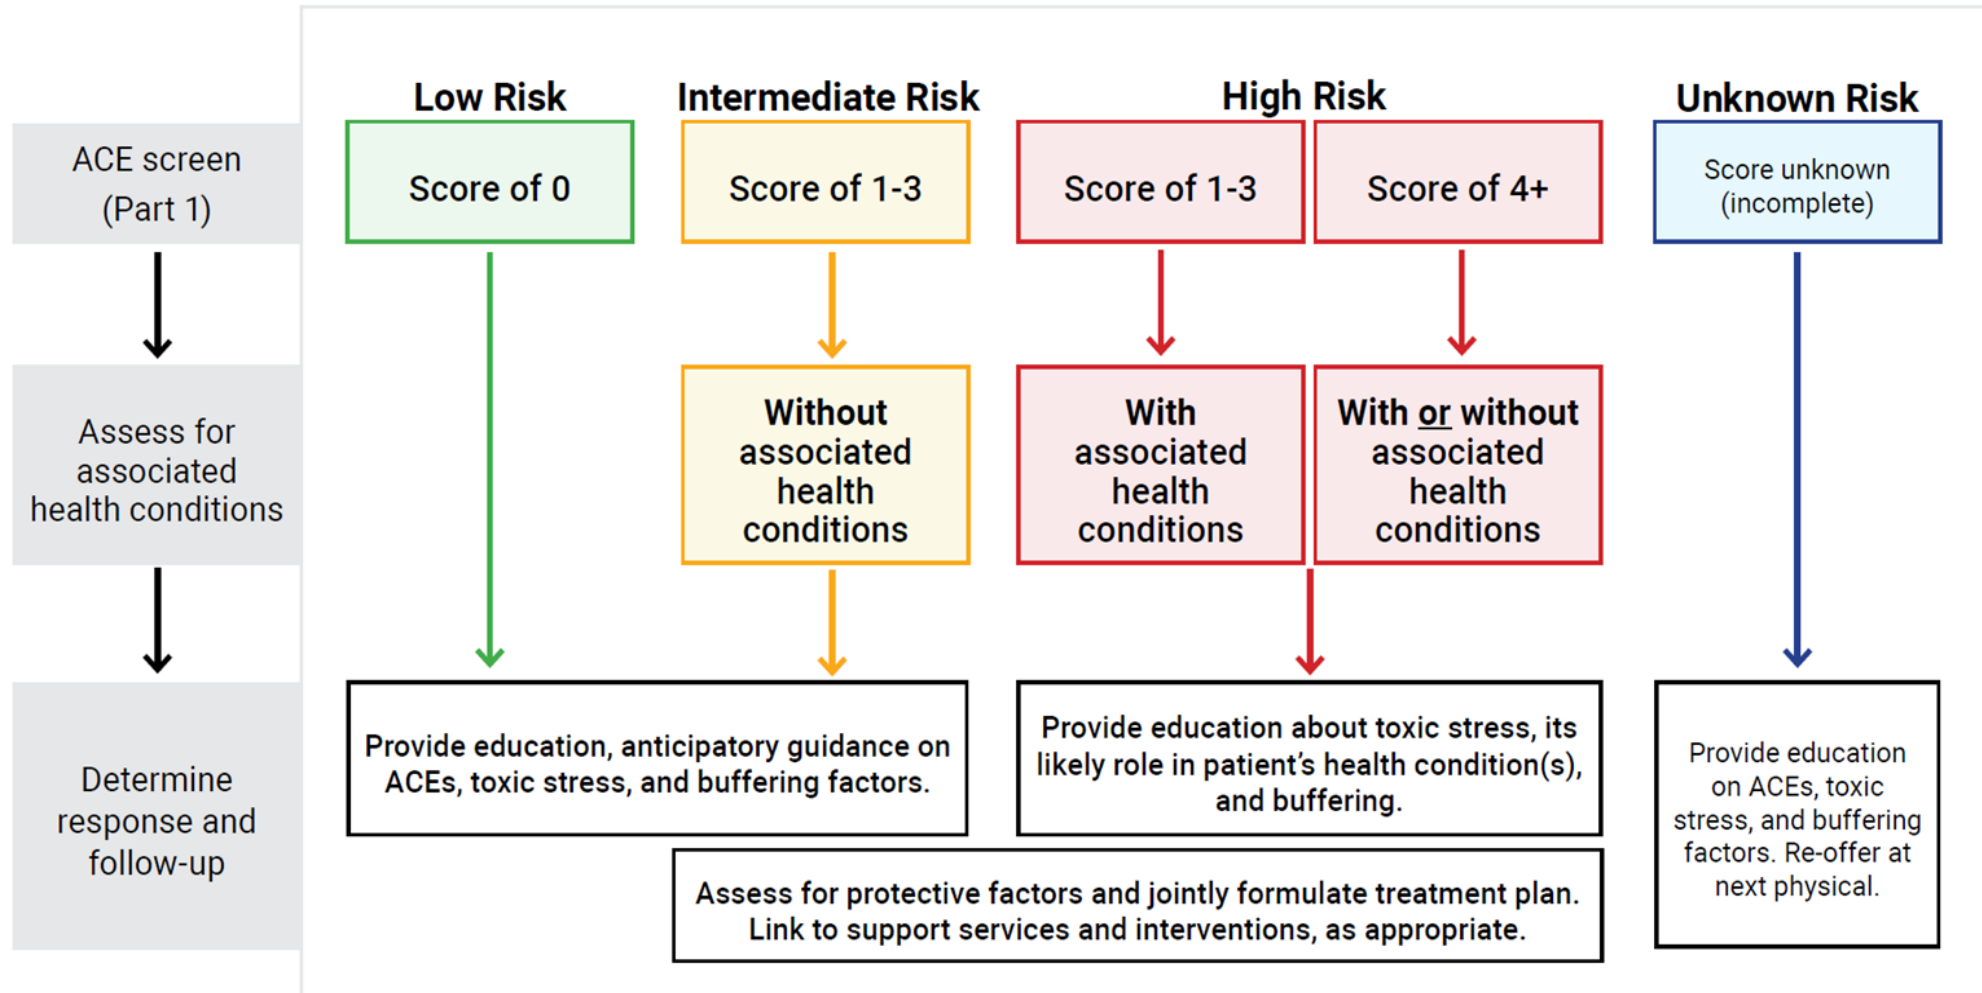 Low Risk
Intermediate Risk
High Risk
Unknown Risk
ACE screen
(Part 1)
Score of 0
Score of 1-3
Score of 1-3
Score of 4+
Score unknown
(incomplete)
Assess for
associated
health conditions
Without
associated
health
conditions
With
associated
health
conditions
With or without
associated
health
conditions
Determine
response and
follow-up
Provide education, anticipatory guidance on
ACEs, toxic stress, and buffering factors.
Provide education about toxic stress, its
likely role in patient's health condition(s),
and buffering.
Assess for protective factors and jointly formulate treatment plan.
Link to support services and interventions, as appropriate.
Provide education
on ACEs, toxic
stress, and buffering
factors. Re-offer at
next physical.